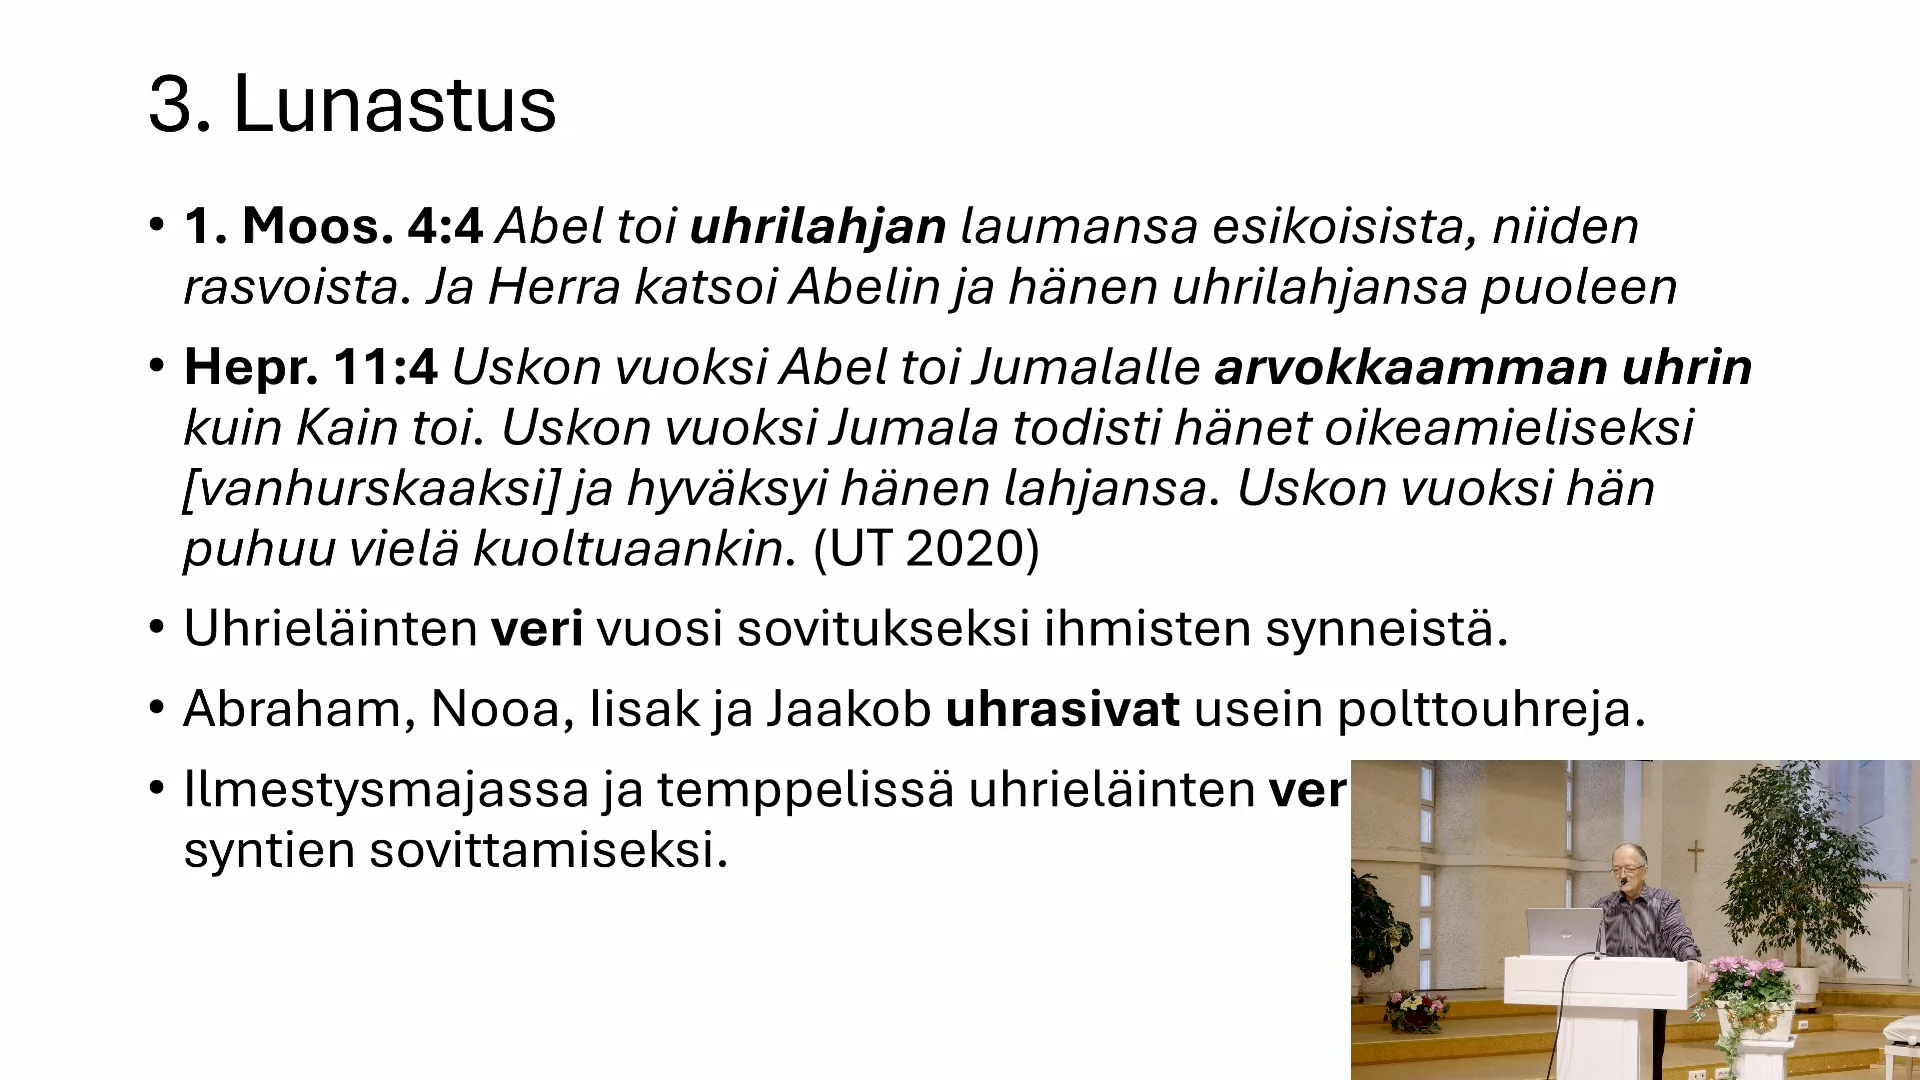 3. Lunastus
• 1. Moos. 4:4 Abel toi uhrilahjan laumansa esikoisista, niiden
rasvoista. Ja Herra katsoi Abelin ja hänen uhrilahjansa puoleen
• Hepr. 11:4 Uskon vuoksi Abel toi Jumalalle arvokkaamman uhrin
kuin Kain toi. Uskon vuoksi Jumala todisti hänet oikeamieliseksi
[vanhurskaaksi] ja hyväksyi hänen lahjansa. Uskon vuoksi hän
puhuu vielä kuoltuaankin. (UT 2020)
• Uhrieläinten veri vuosi sovitukseksi ihmisten synneistä.
• Abraham, Nooa, Iisak ja Jaakob uhrasivat usein polttouhreja.
• Ilmestysmajassa ja temppelissä uhrieläinten ver
syntien sovittamiseksi.